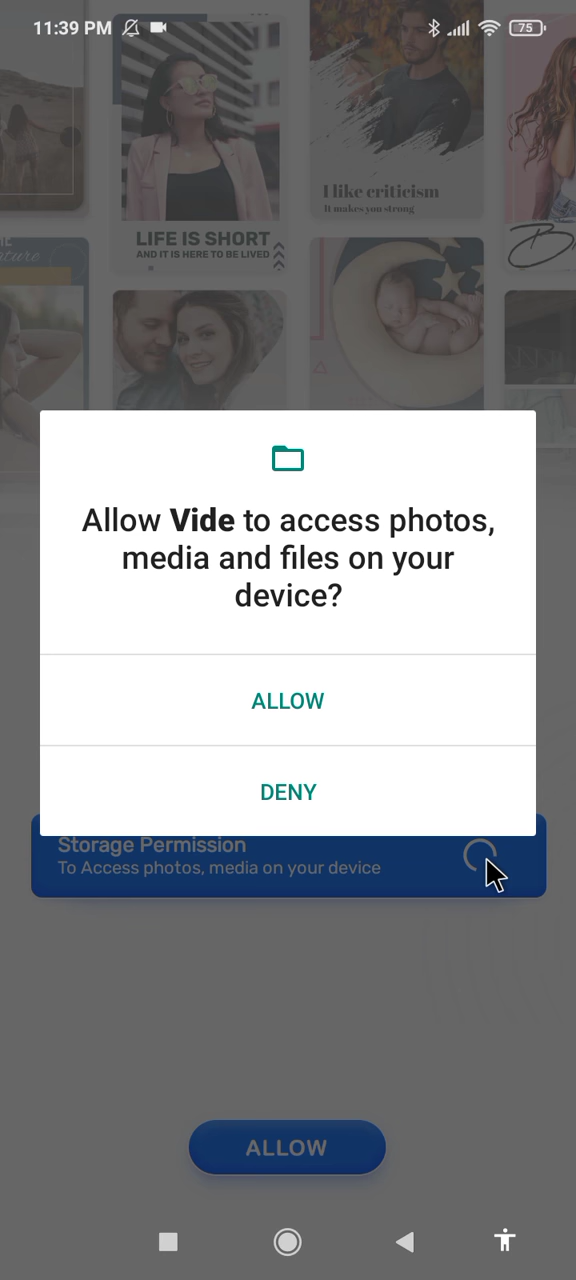 11:39 PM
75
I like criticism
It makes you strong
LIFE IS SHORT
AND IT IS HERE TO BE LIVED
Allow Vide to access photos,
media and files on your
device?
ALLOW
DENY
Storage Permission
To Access photos, media on your device
ALLOW